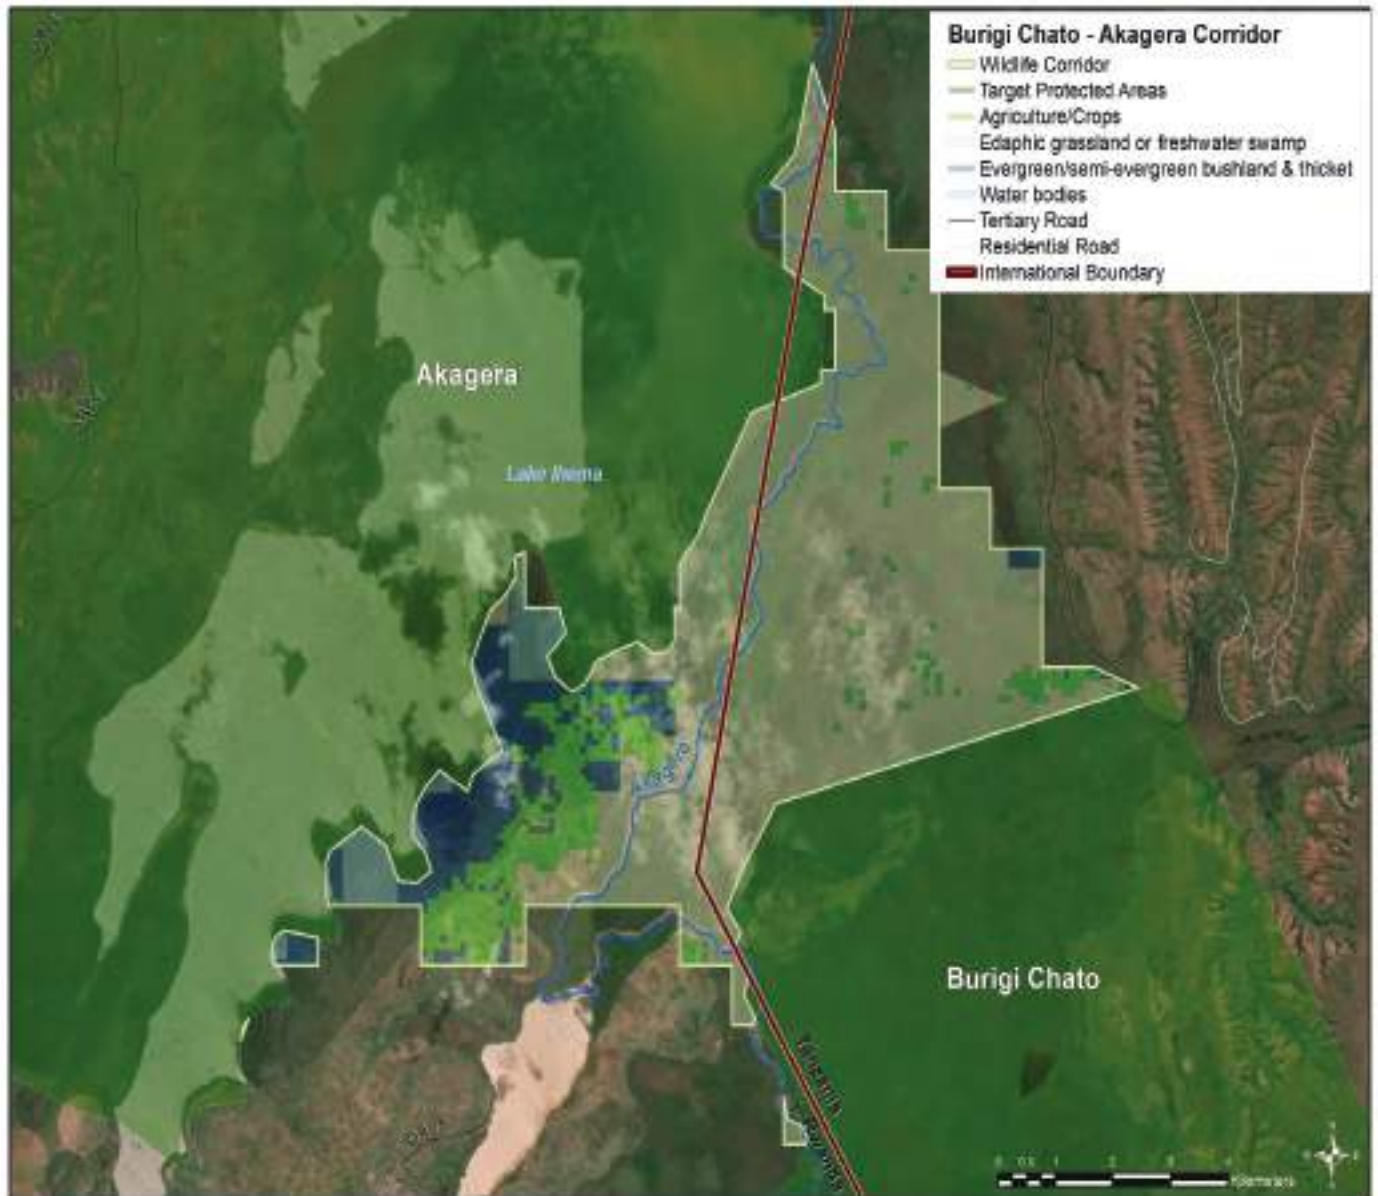 Burigi Chato - Akagera Corridor
Wildlife Corridor
Target Protected Areas
Agriculture/Crops
Edaphic grassland or freshwater swamp
Evergreen/semi-evergreen bushland & thicket
Water bodies
Tertiary Road
Residential Road
International Boundary
Akagera
Lake Ihema
Akagera
Burigi Chato
Kilometers